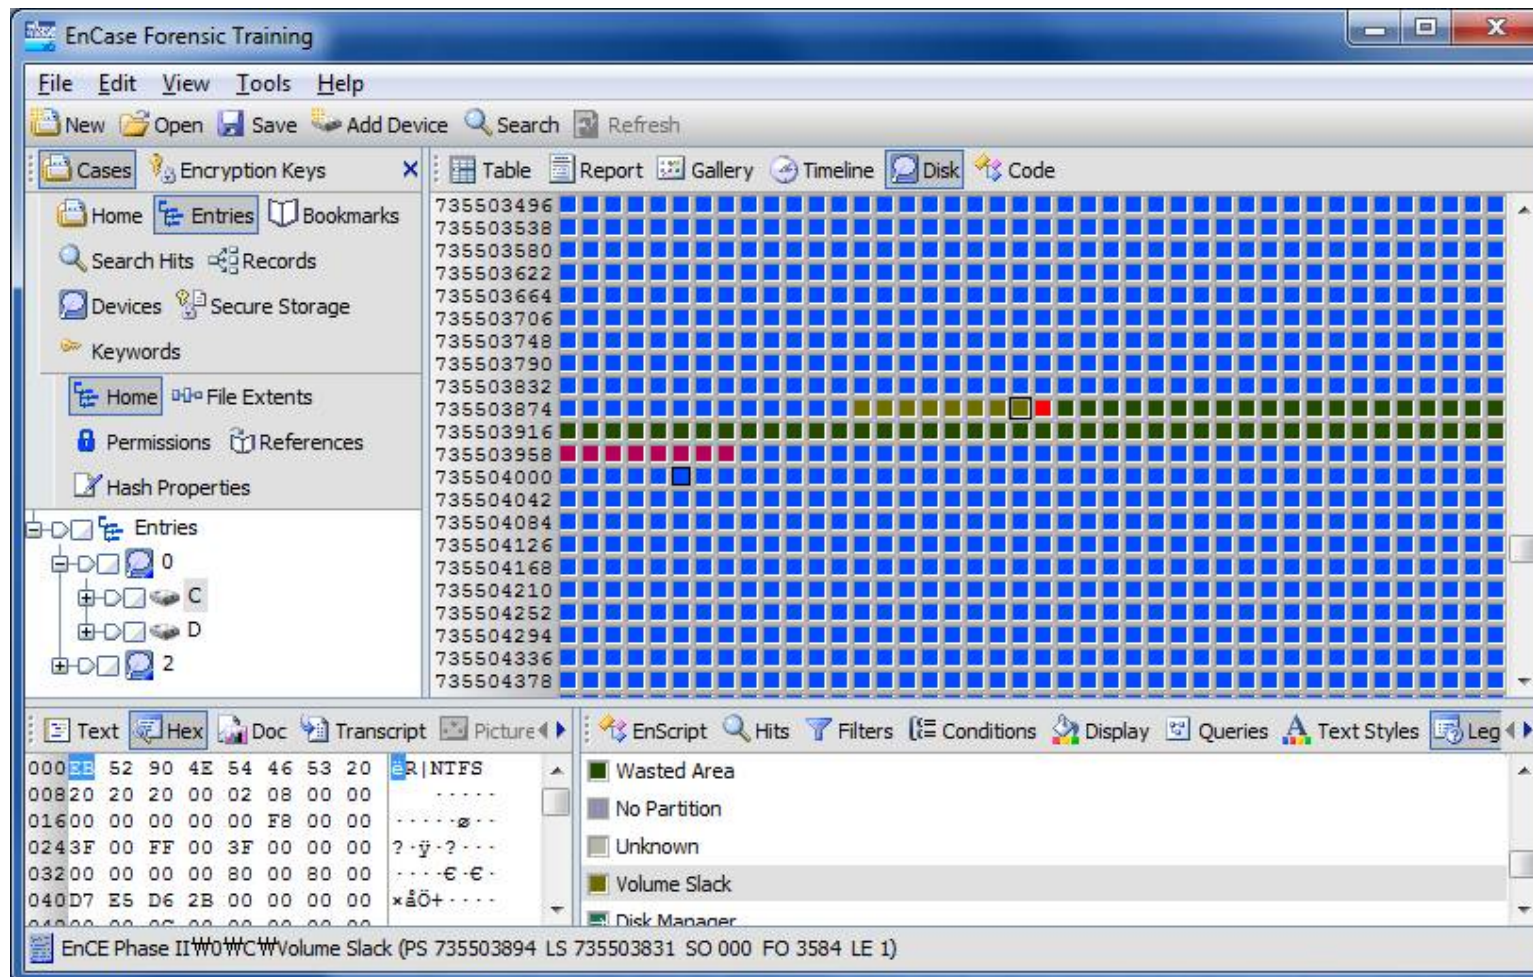 EnCase Forensic Training
File Edit View Tools Help
New Open Save Add Device Search Refresh
Cases Encryption Keys
Home Entries Bookmarks
Search Hits Records
Devices Secure Storage
Keywords
Home File Extents
Permissions References
Hash Properties
Entries
0
C
D
2
Table Report Gallery Timeline Disk Code
735503496
735503538
735503580
735503622
735503664
735503706
735503748
735503790
735503832
735503874
735503916
735503958
735504000
735504042
735504084
735504126
735504168
735504210
735504252
735504294
735504336
735504378
Text Hex Doc Transcript Picture
000 EB 52 90 4E 54 46 53 20 ëR|NTFS
008 20 20 20 00 02 08 00 00 ·····
016 00 00 00 00 00 F8 00 00 ·····ø··
024 3F 00 FF 00 3F 00 00 00 ?·ÿ·?···
032 00 00 00 00 80 00 80 00 ····€·€·
040 D7 E5 D6 2B 00 00 00 00 ×åÖ+····
EnScript Hits Filters Conditions Display Queries Text Styles Leg
Wasted Area
No Partition
Unknown
Volume Slack
Disk Manager
EnCE Phase II₩0₩C₩Volume Slack (PS 735503894 LS 735503831 SO 000 FO 3584 LE 1)